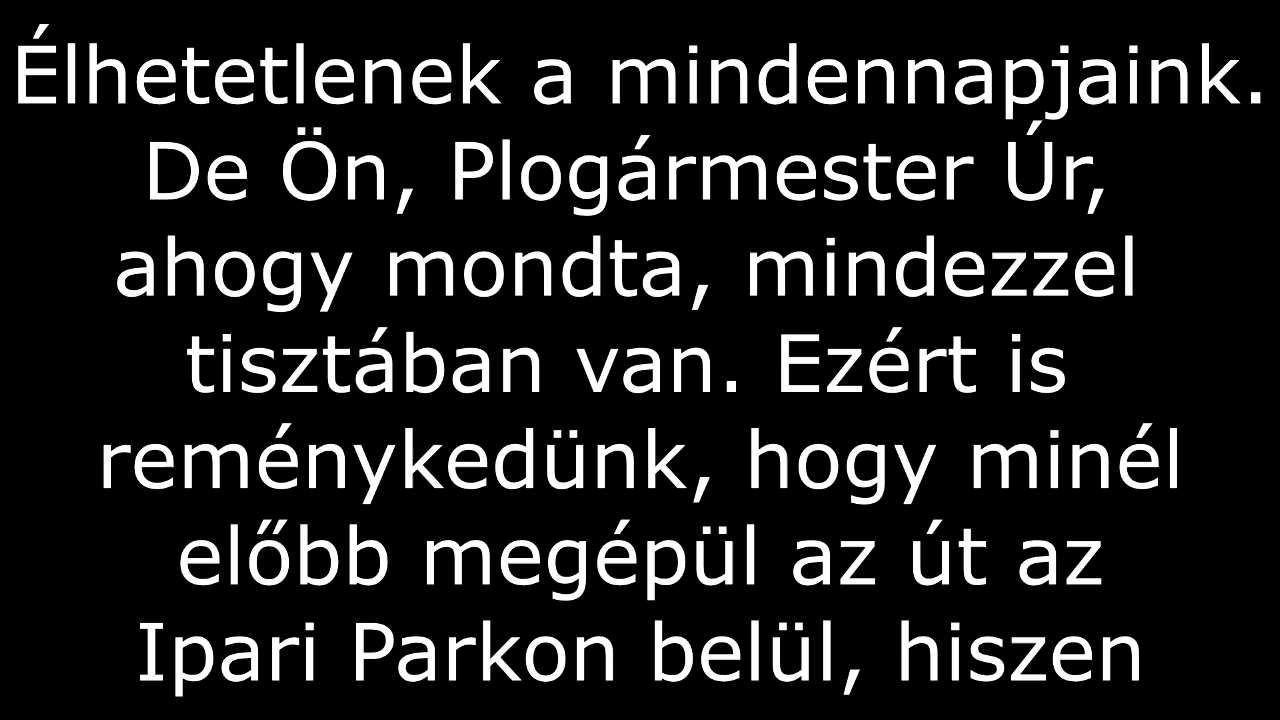 Élhetetlenek a mindennapjaink.
De Ön, Plogármester Úr,
ahogy mondta, mindezzel
tisztában van. Ezért is
reménykedünk, hogy minél
előbb megépül az út az
Ipari Parkon belül, hiszen